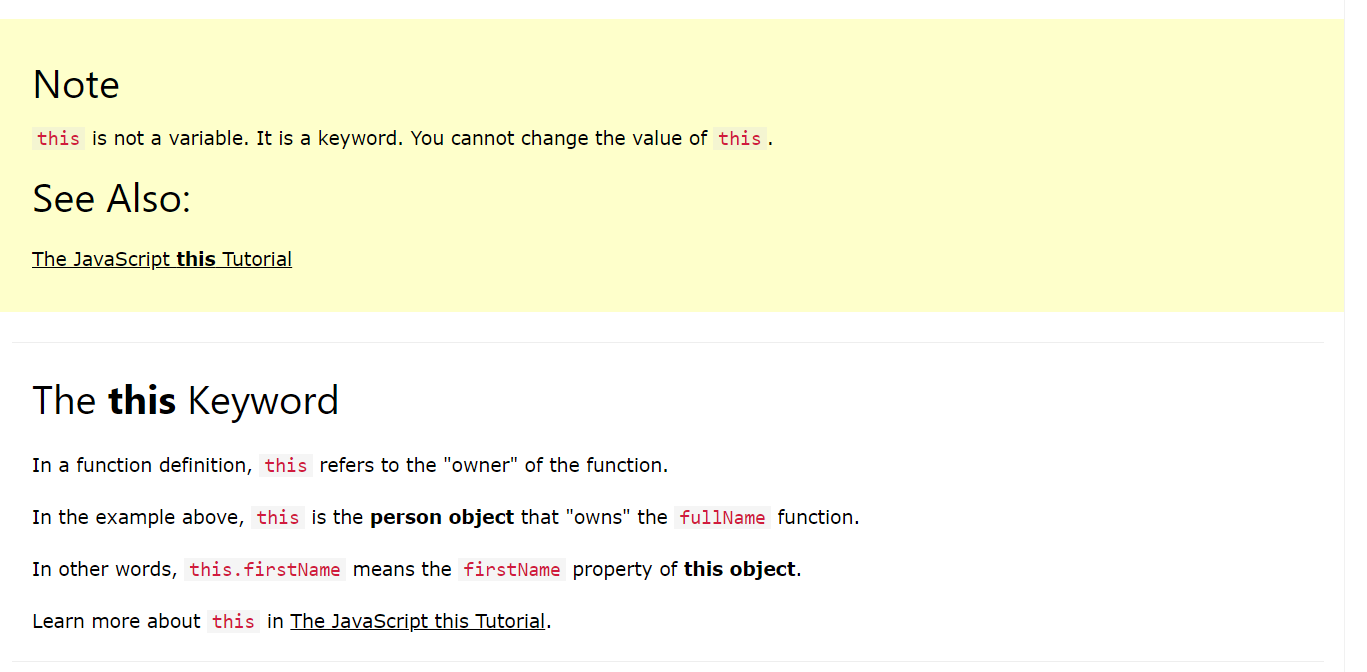 Note
this is not a variable. It is a keyword. You cannot change the value of this.
See Also:
The JavaScript this Tutorial
The this Keyword
In a function definition, this refers to the "owner" of the function.
In the example above, this is the person object that "owns" the fullName function.
In other words, this.firstName means the firstName property of this object.
Learn more about this in The JavaScript this Tutorial.